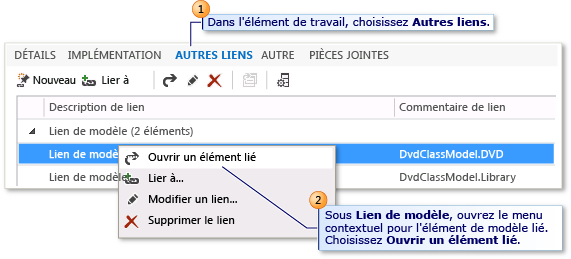 1
Dans l'élément de travail, choisissez Autres liens.
DÉTAILS IMPLÉMENTATION AUTRES LIENS AUTRE PIÈCES JOINTES
Nouveau Lier à
Description de lien Commentaire de lien
Lien de modèle (2 éléments)
Lien de modè DvdClassModel.DVD
Lien de modè DvdClassModel.Library
Ouvrir un élément lié
Lier à...
Modifier un lien...
Supprimer le lien
2
Sous Lien de modèle, ouvrez le menu
contextuel pour l'élément de modèle lié.
Choisissez Ouvrir un élément lié.